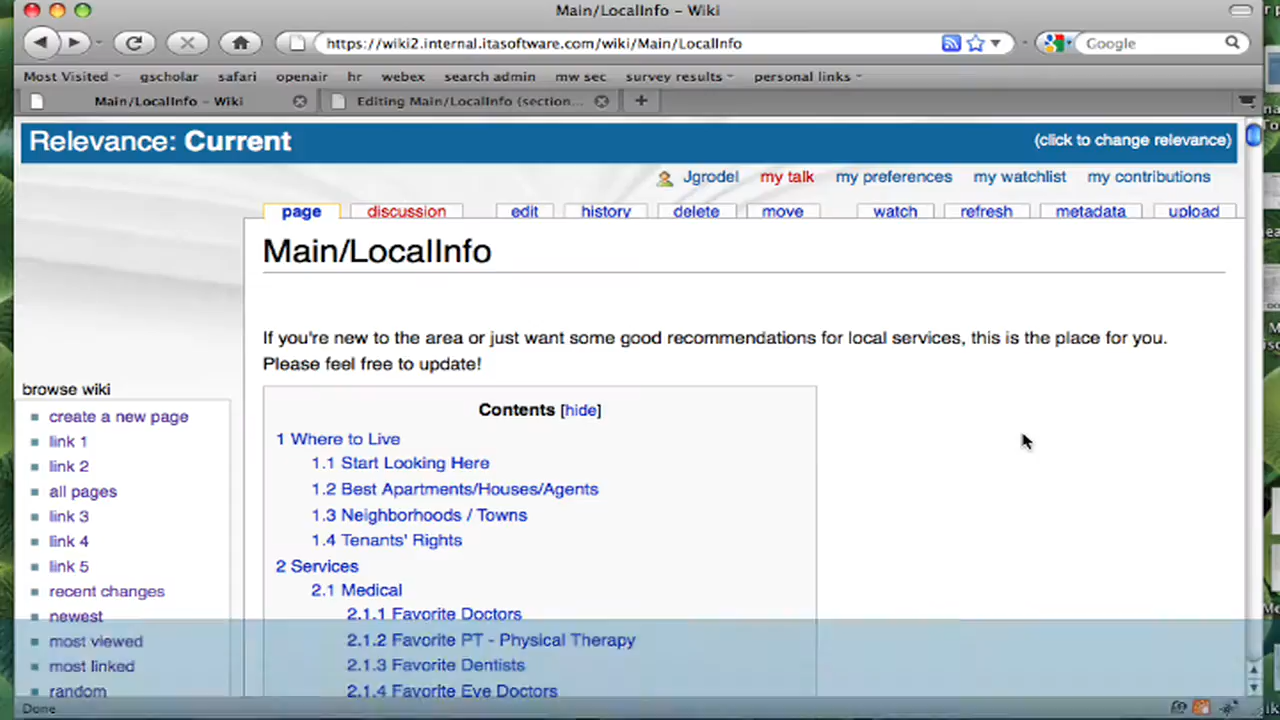 Main/LocalInfo – Wiki
https://wiki2.internal.itasoftware.com/wiki/Main/LocalInfo
Google
Most Visited gscholar safari openair hr webex search admin mw sec survey results personal links
Main/LocalInfo – Wiki
Editing Main/LocalInfo (section...
Relevance: Current
(click to change relevance)
Jgrodel my talk my preferences my watchlist my contributions
page discussion edit history delete move watch refresh metadata upload
Main/LocalInfo
If you're new to the area or just want some good recommendations for local services, this is the place for you.
Please feel free to update!
Contents [hide]
1 Where to Live
1.1 Start Looking Here
1.2 Best Apartments/Houses/Agents
1.3 Neighborhoods / Towns
1.4 Tenants' Rights
2 Services
2.1 Medical
2.1.1 Favorite Doctors
2.1.2 Favorite PT - Physical Therapy
2.1.3 Favorite Dentists
2.1.4 Favorite Eye Doctors
browse wiki
create a new page
link 1
link 2
all pages
link 3
link 4
link 5
recent changes
newest
most viewed
most linked
random
Done